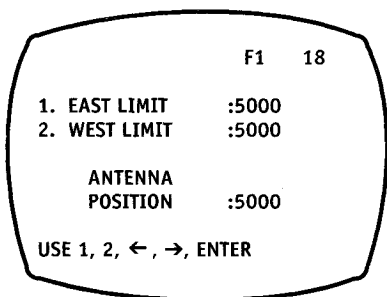 F1 18
1. EAST LIMIT :5000
2. WEST LIMIT :5000
ANTENNA
POSITION :5000
USE 1, 2, ←, →, ENTER